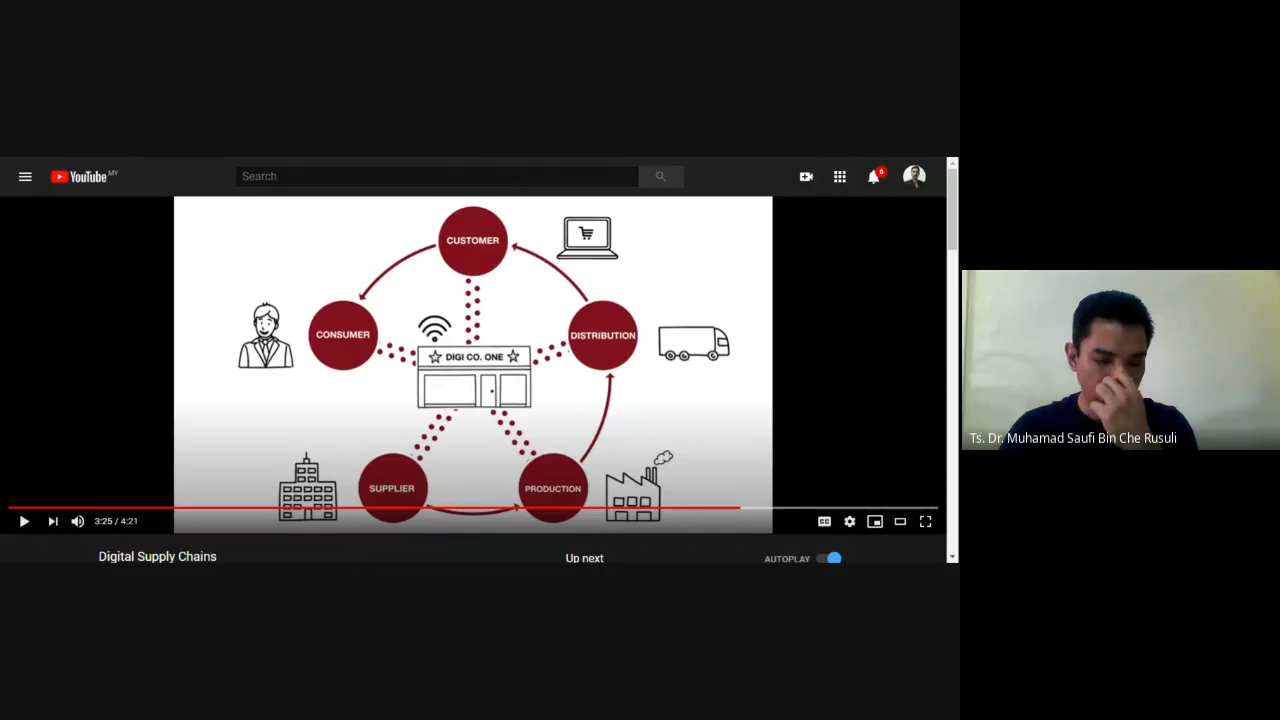 YouTube MY
Search
6
CUSTOMER
CONSUMER
DISTRIBUTION
DIGI CO. ONE
SUPPLIER
PRODUCTION
3:25 / 4:21
CC
Digital Supply Chains
Up next
AUTOPLAY
Ts. Dr. Muhamad Saufi Bin Che Rusuli